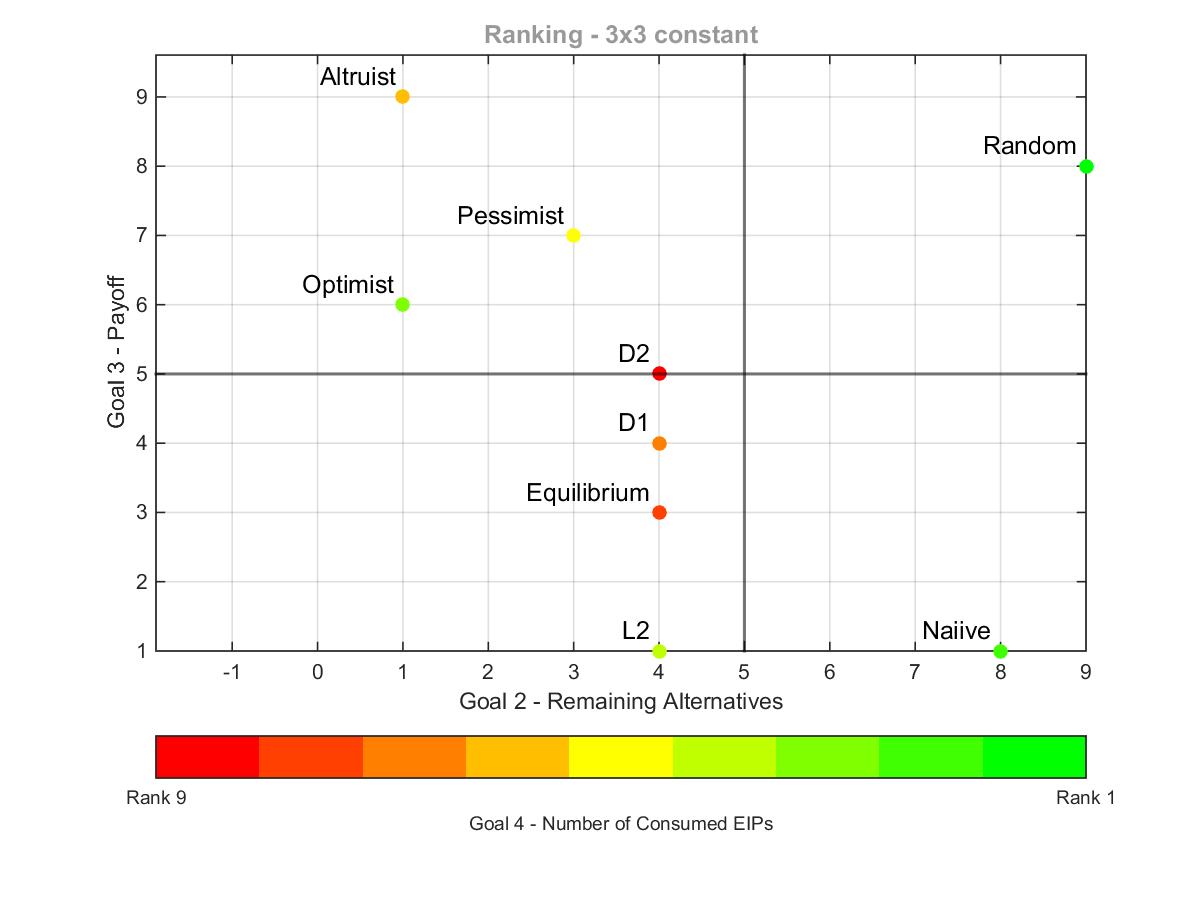 Ranking - 3x3 constant
Altruist
Random
Pessimist
Optimist
D2
D1
Equilibrium
L2
Naiive
Goal 3 - Payoff
9
8
7
6
5
4
3
2
1
-1 0 1 2 3 4 5 6 7 8 9
Goal 2 - Remaining Alternatives
Rank 9 Rank 1
Goal 4 - Number of Consumed EIPs